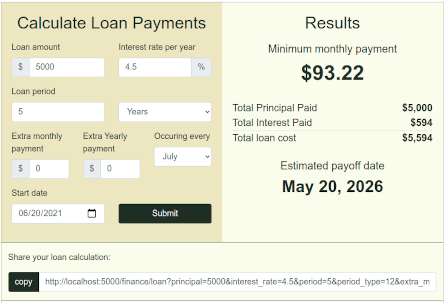 Calculate Loan Payments
Loan amount
Interest rate per year
$ 5000
4.5 %
Loan period
5
Years
Extra monthly payment
Extra Yearly payment
Occuring every
$ 0
$ 0
July
Start date
06/20/2021
Submit
Results
Minimum monthly payment
$93.22
Total Principal Paid $5,000
Total Interest Paid $594
Total loan cost $5,594
Estimated payoff date
May 20, 2026
Share your loan calculation:
copy http://localhost:5000/finance/loan?principal=5000&interest_rate=4.5&period=5&period_type=12&extra_m